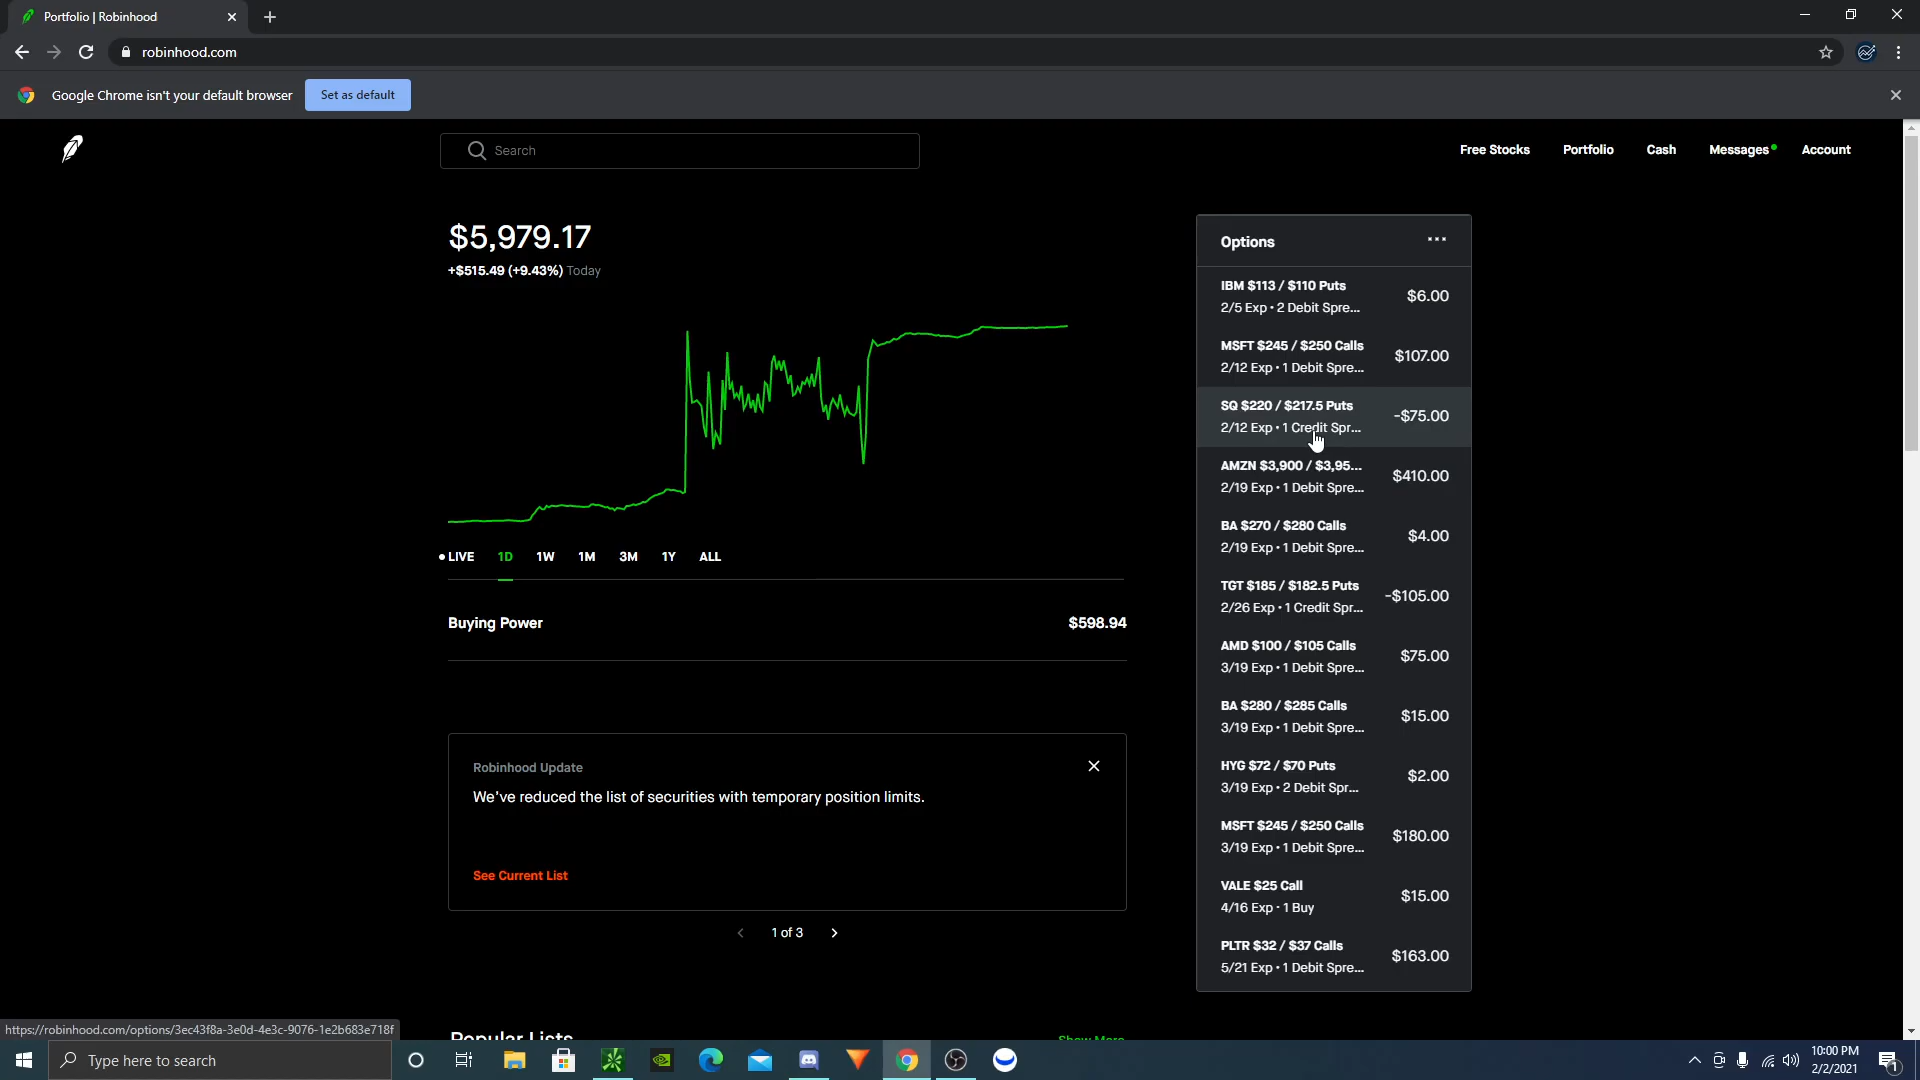 Portfolio | Robinhood
robinhood.com
Google Chrome isn't your default browser
Set as default
Search
Free Stocks
Portfolio
Cash
Messages
Account
$5,979.17
+$515.49 (+9.43%) Today
LIVE
1D
1W
1M
3M
1Y
ALL
Buying Power
$598.94
Robinhood Update
We've reduced the list of securities with temporary position limits.
See Current List
1 of 3
Popular Lists
Show More
Options
IBM $113 / $110 Puts
2/5 Exp • 2 Debit Spre...
$6.00
MSFT $245 / $250 Calls
2/12 Exp • 1 Debit Spre...
$107.00
SQ $220 / $217.5 Puts
2/12 Exp • 1 Credit Spr...
-$75.00
AMZN $3,900 / $3,95...
2/19 Exp • 1 Debit Spre...
$410.00
BA $270 / $280 Calls
2/19 Exp • 1 Debit Spre...
$4.00
TGT $185 / $182.5 Puts
2/26 Exp • 1 Credit Spr...
-$105.00
AMD $100 / $105 Calls
3/19 Exp • 1 Debit Spre...
$75.00
BA $280 / $285 Calls
3/19 Exp • 1 Debit Spre...
$15.00
HYG $72 / $70 Puts
3/19 Exp • 2 Debit Spr...
$2.00
MSFT $245 / $250 Calls
3/19 Exp • 1 Debit Spre...
$180.00
VALE $25 Call
4/16 Exp • 1 Buy
$15.00
PLTR $32 / $37 Calls
5/21 Exp • 1 Debit Spre...
$163.00
https://robinhood.com/options/3ec43f8a-3e0d-4e3c-9076-1e2b683e718f
Type here to search
10:00 PM
2/2/2021
1